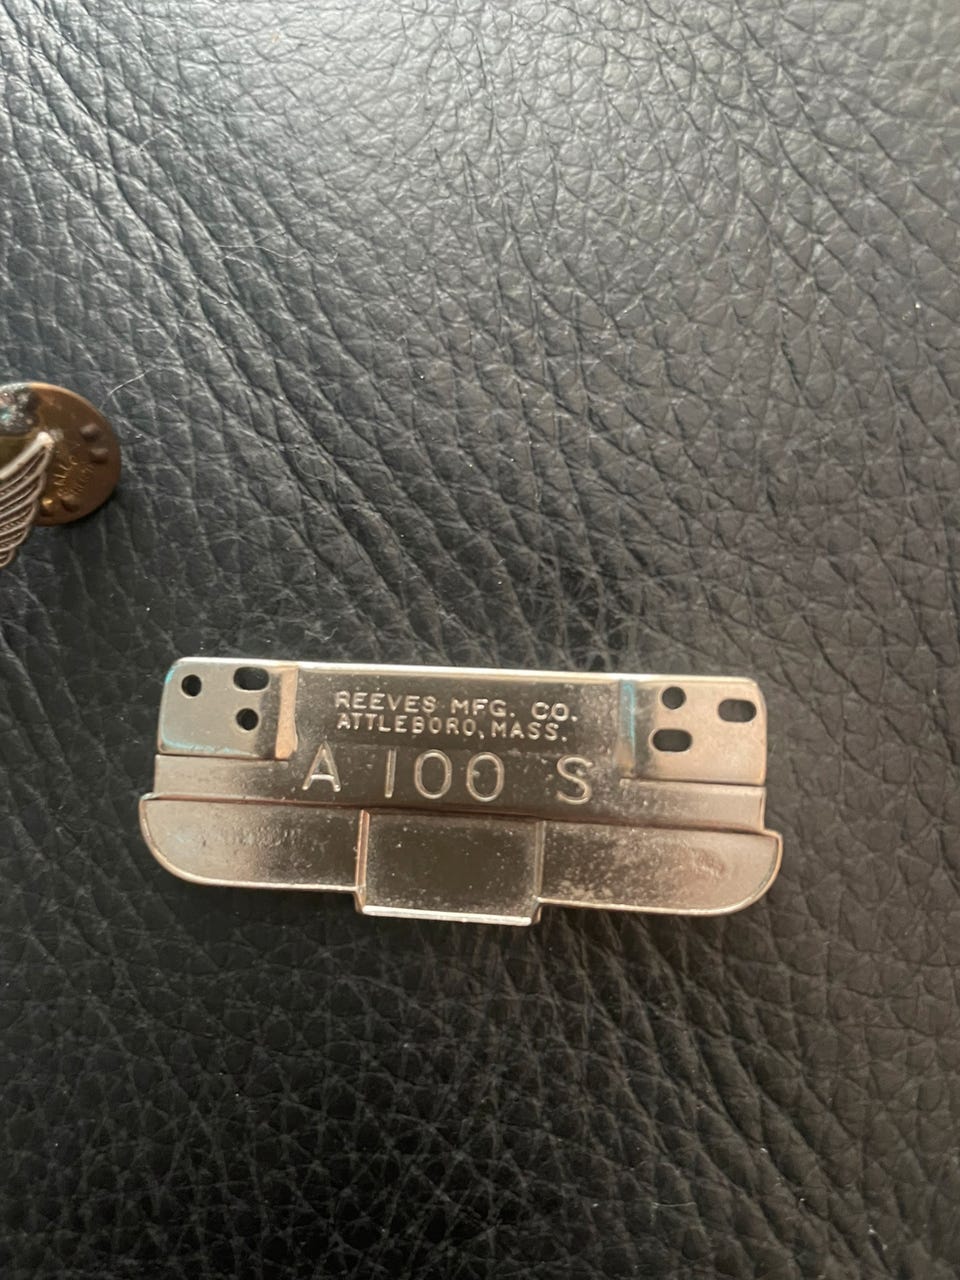 REEVES MFG. CO.
ATTLEBORO, MASS.
A 100 S